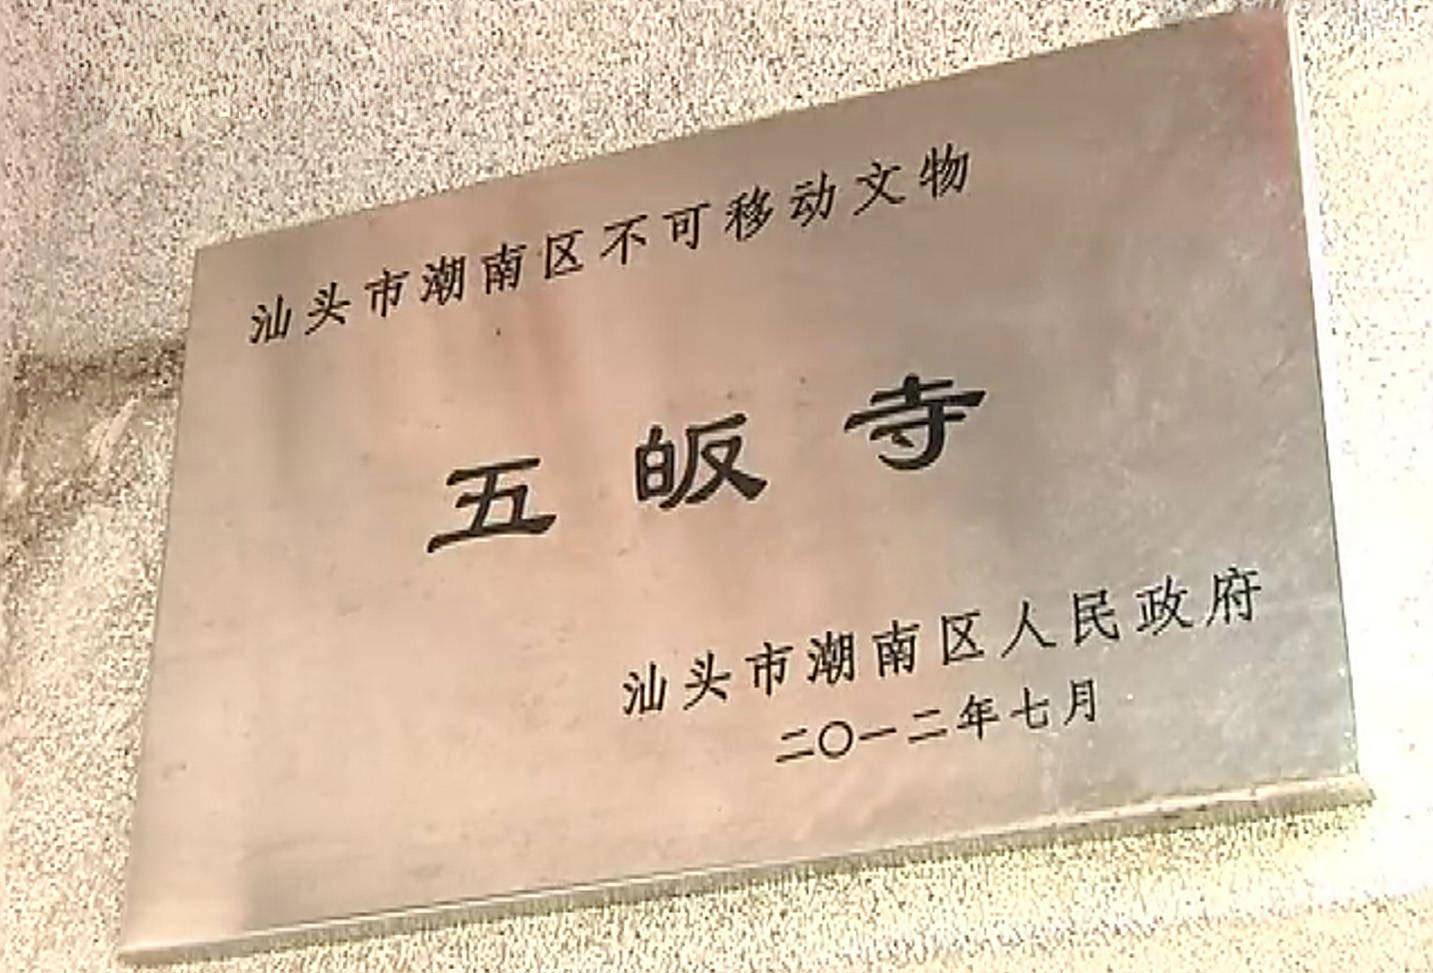 汕头市潮南区不可移动文物
五皈寺
汕头市潮南区人民政府
二〇一二年七月